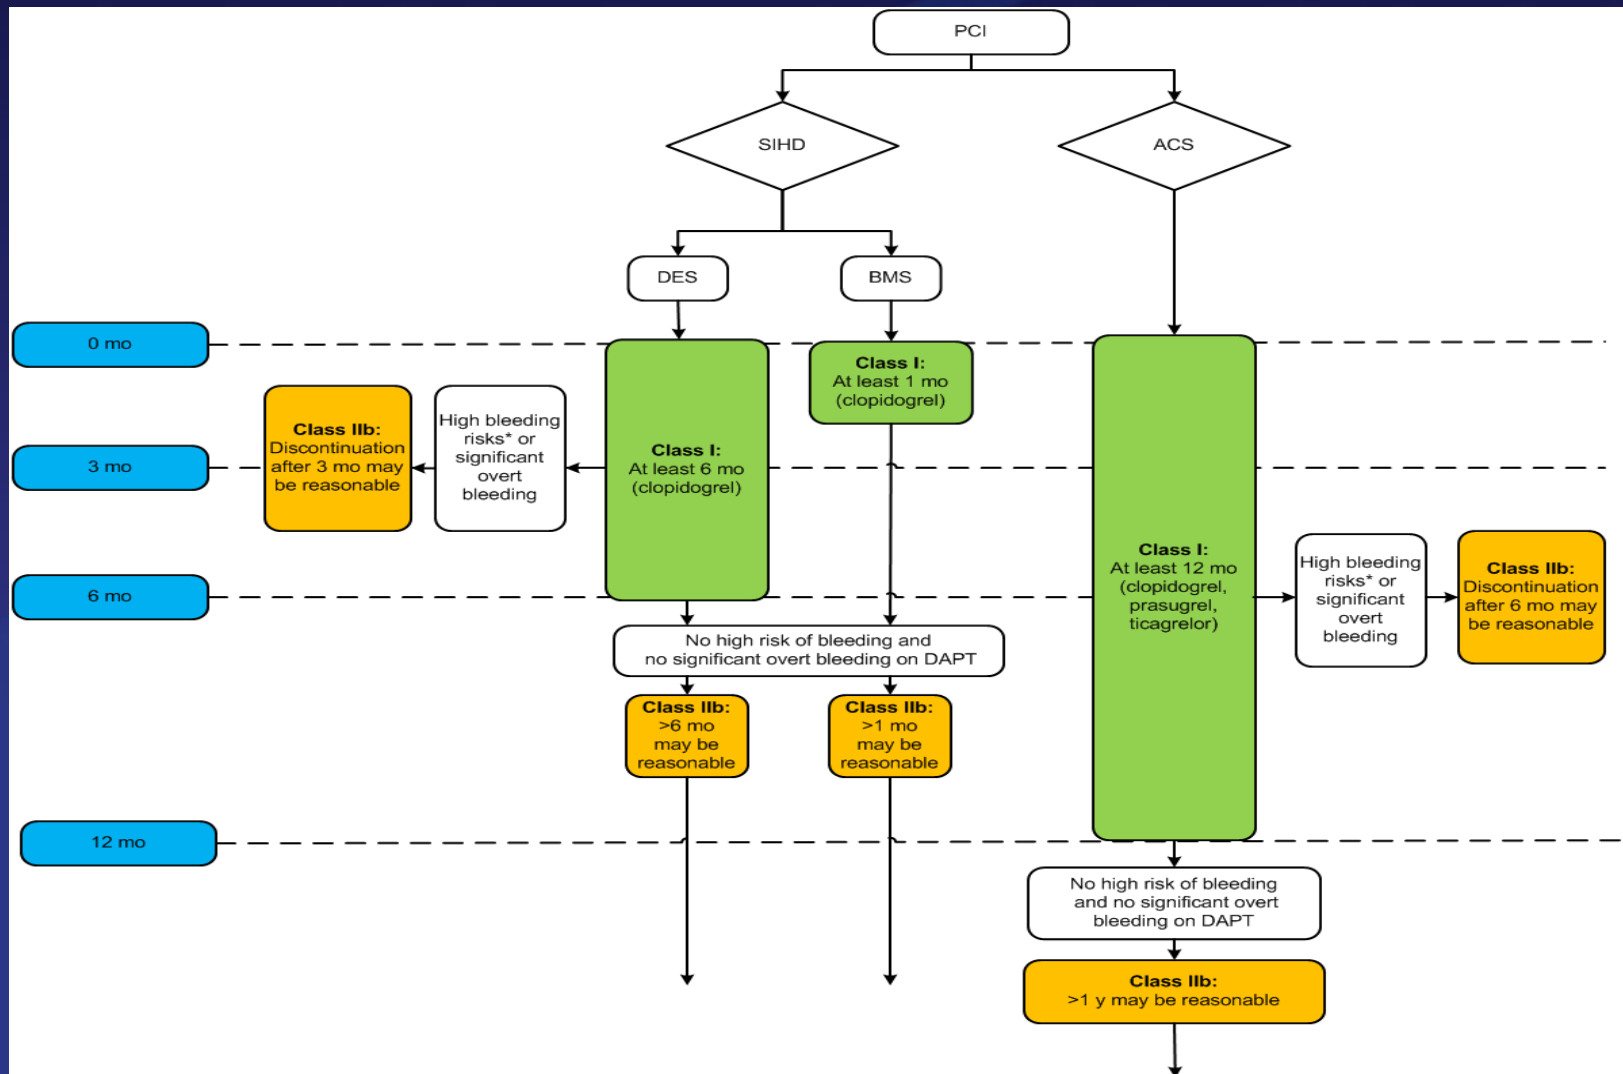 PCI
SIHD
ACS
DES
BMS
0 mo
Class I:
At least 1 mo
(clopidogrel)
3 mo
Class IIb:
Discontinuation
after 3 mo may
be reasonable
High bleeding
risks* or
significant
overt
bleeding
Class I:
At least 6 mo
(clopidogrel)
Class I:
At least 12 mo
(clopidogrel,
prasugrel,
ticagrelor)
High bleeding
risks* or
significant
overt
bleeding
Class IIb:
Discontinuation
after 6 mo may
be reasonable
6 mo
No high risk of bleeding and
no significant overt bleeding on DAPT
Class IIb:
>6 mo
may be
reasonable
Class IIb:
>1 mo
may be
reasonable
12 mo
No high risk of bleeding
and no significant overt
bleeding on DAPT
Class IIb:
>1 y may be reasonable